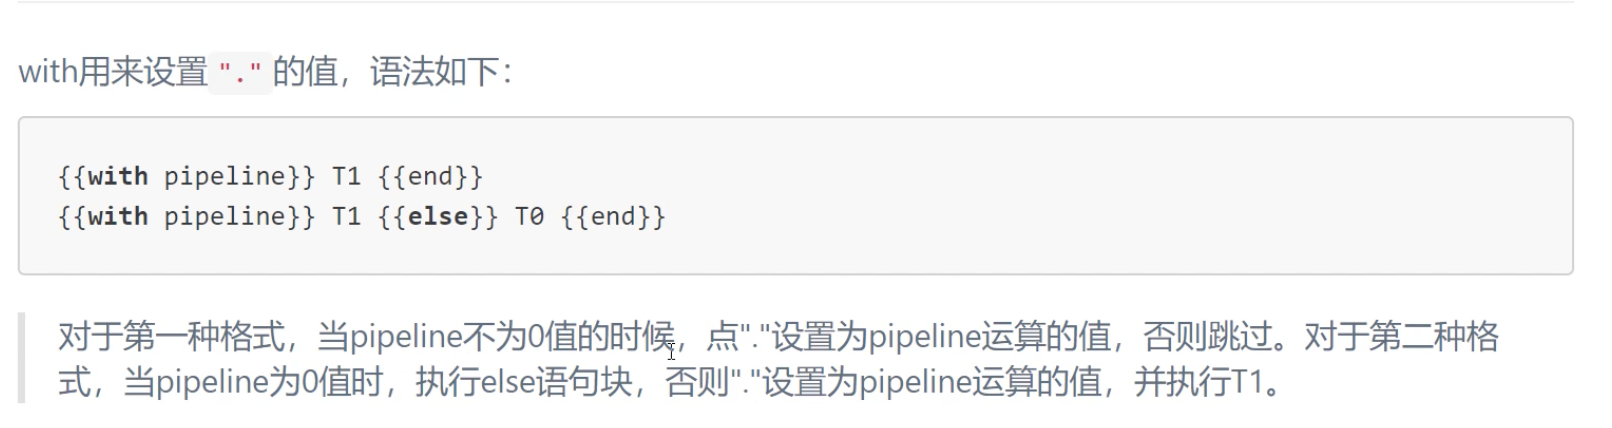 with用来设置"."的值，语法如下：
{{with pipeline}} T1 {{end}}
{{with pipeline}} T1 {{else}} T0 {{end}}
对于第一种格式，当pipeline不为0值的时候，点"."设置为pipeline运算的值，否则跳过。对于第二种格
式，当pipeline为0值时，执行else语句块，否则"."设置为pipeline运算的值，并执行T1。